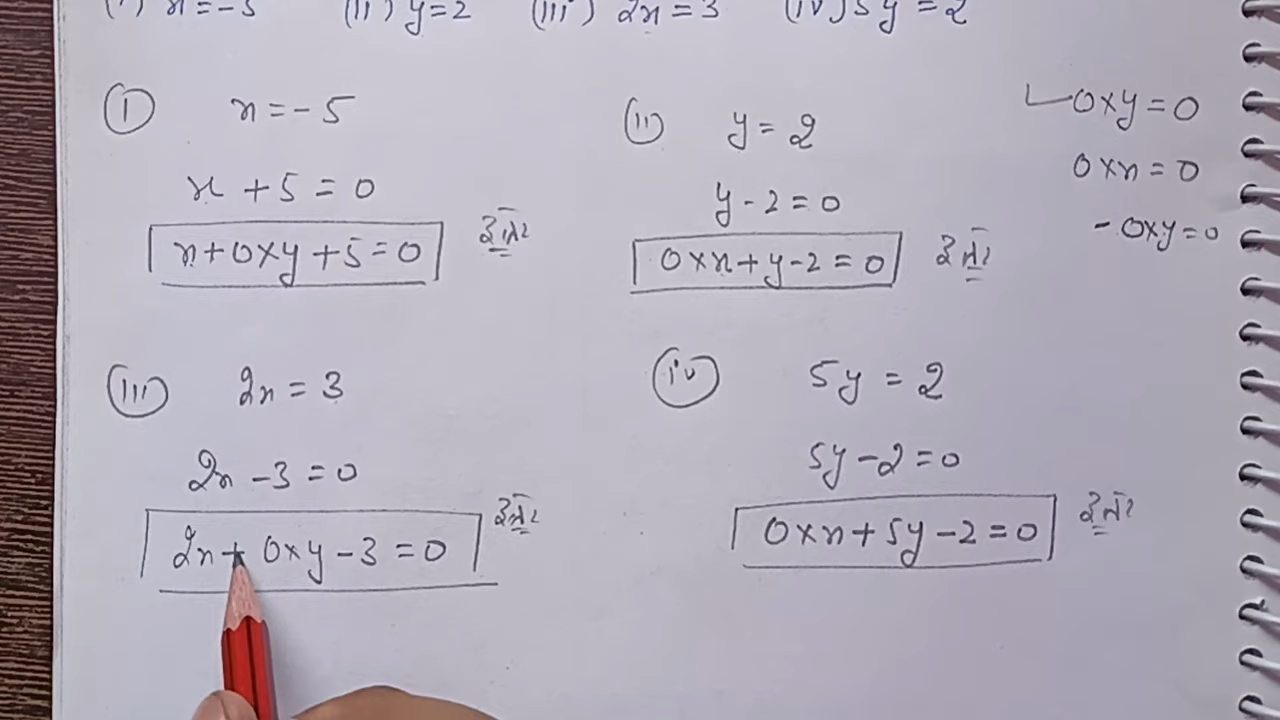 (i) x = -5 (ii) y = 2 (iii) 2x = 3 (iv) 5y = 2
(i) x = -5
x + 5 = 0
x + 0×y + 5 = 0
(ii) y = 2
y - 2 = 0
0×x + y - 2 = 0
0×y = 0
0×x = 0
- 0×y = 0
(iii) 2x = 3
2x - 3 = 0
2x + 0×y - 3 = 0
(iv) 5y = 2
5y - 2 = 0
0×x + 5y - 2 = 0